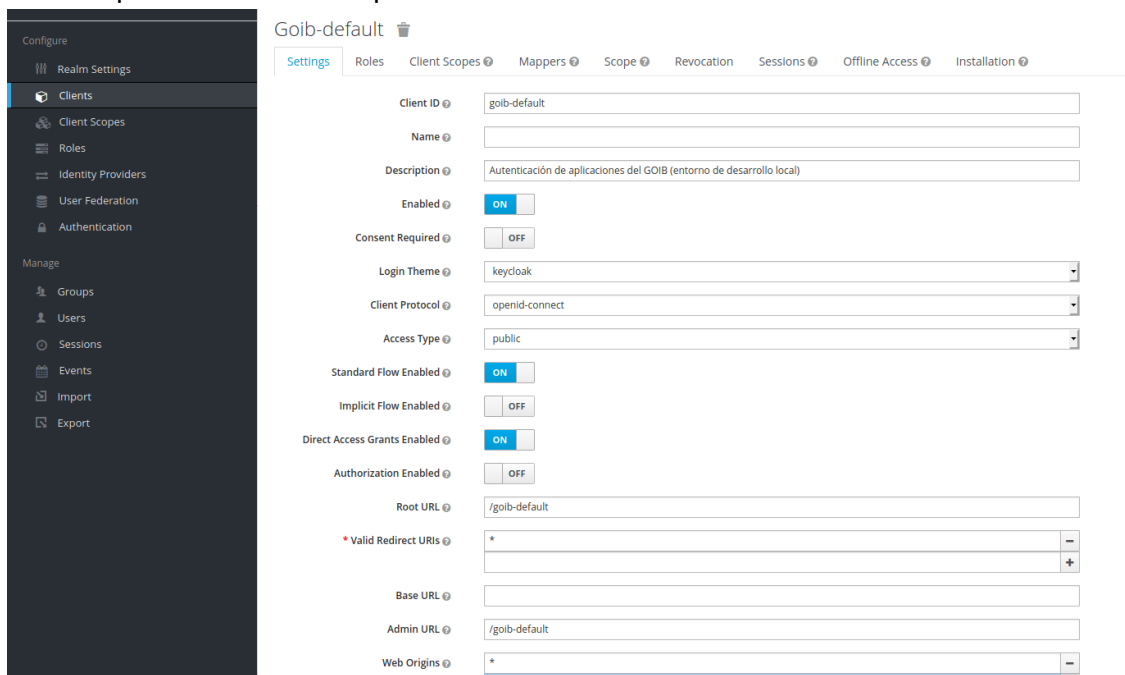 Goib-default
Configure
Realm Settings
Clients
Client Scopes
Roles
Identity Providers
User Federation
Authentication
Manage
Groups
Users
Sessions
Events
Import
Export
Settings Roles Client Scopes Mappers Scope Revocation Sessions Offline Access Installation
Client ID goib-default
Name
Description Autenticación de aplicaciones del GOIB (entorno de desarrollo local)
Enabled ON
Consent Required OFF
Login Theme keycloak
Client Protocol openid-connect
Access Type public
Standard Flow Enabled ON
Implicit Flow Enabled OFF
Direct Access Grants Enabled ON
Authorization Enabled OFF
Root URL /goib-default
* Valid Redirect URIs *
Base URL
Admin URL /goib-default
Web Origins *